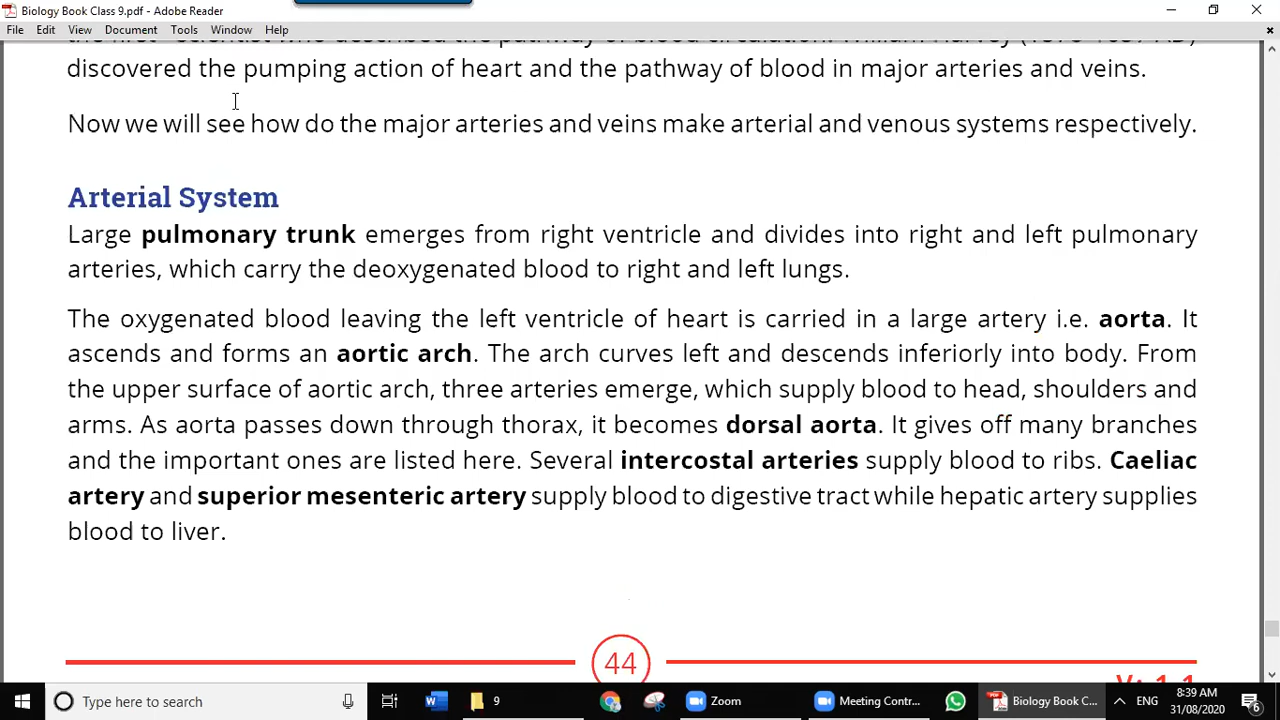 Biology Book Class 9.pdf - Adobe Reader
File Edit View Document Tools Window Help
discovered the pumping action of heart and the pathway of blood in major arteries and veins.
Now we will see how do the major arteries and veins make arterial and venous systems respectively.
Arterial System
Large pulmonary trunk emerges from right ventricle and divides into right and left pulmonary
arteries, which carry the deoxygenated blood to right and left lungs.
The oxygenated blood leaving the left ventricle of heart is carried in a large artery i.e. aorta. It
ascends and forms an aortic arch. The arch curves left and descends inferiorly into body. From
the upper surface of aortic arch, three arteries emerge, which supply blood to head, shoulders and
arms. As aorta passes down through thorax, it becomes dorsal aorta. It gives off many branches
and the important ones are listed here. Several intercostal arteries supply blood to ribs. Caeliac
artery and superior mesenteric artery supply blood to digestive tract while hepatic artery supplies
blood to liver.
44
Type here to search
9
Zoom
Meeting Contr...
Biology Book C...
ENG
8:39 AM
31/08/2020
6